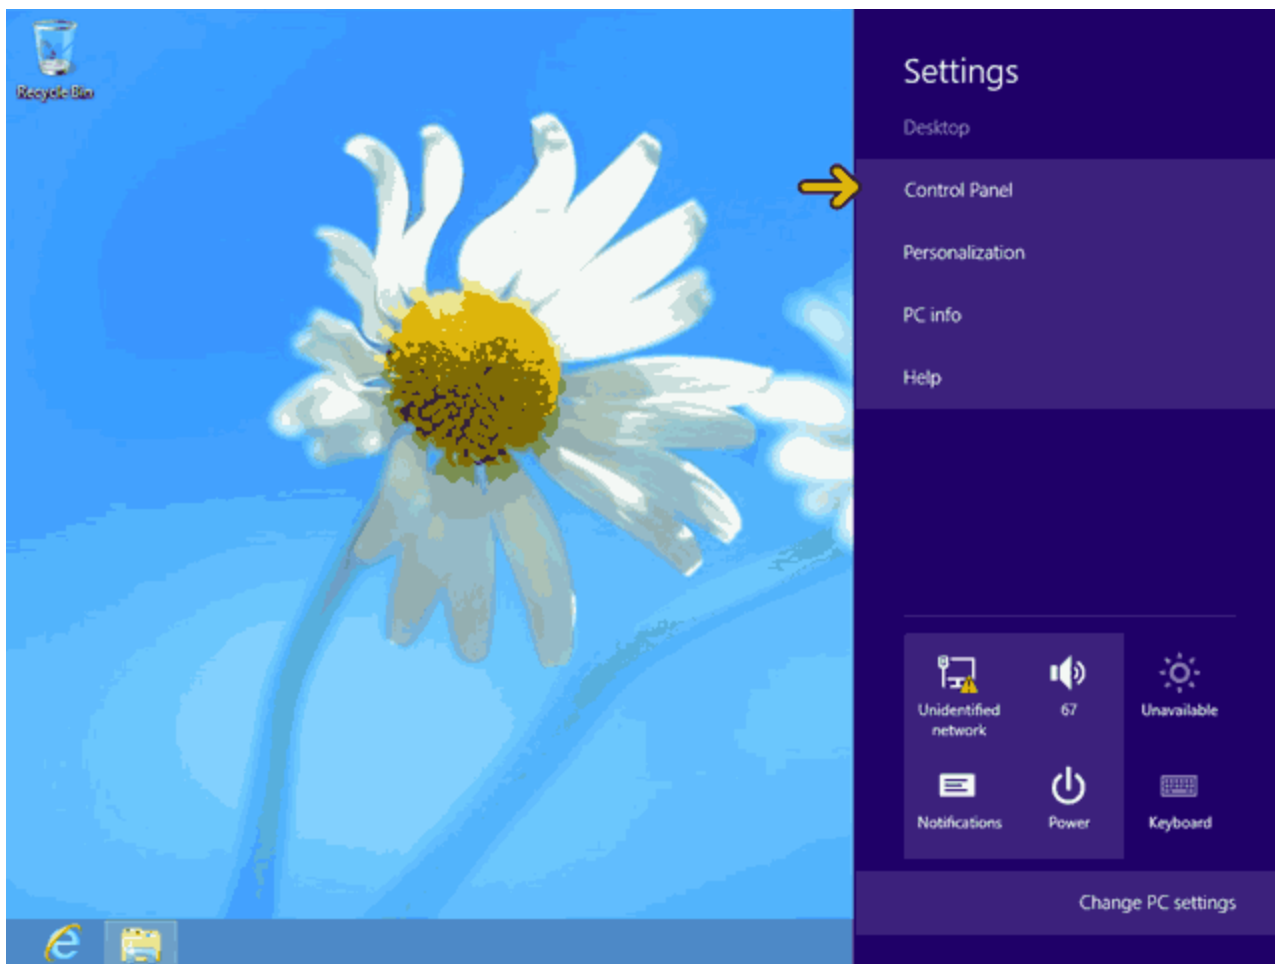 Recycle Bin
Settings
Desktop
Control Panel
Personalization
PC info
Help
Unidentified
network
67
Unavailable
Notifications
Power
Keyboard
Change PC settings